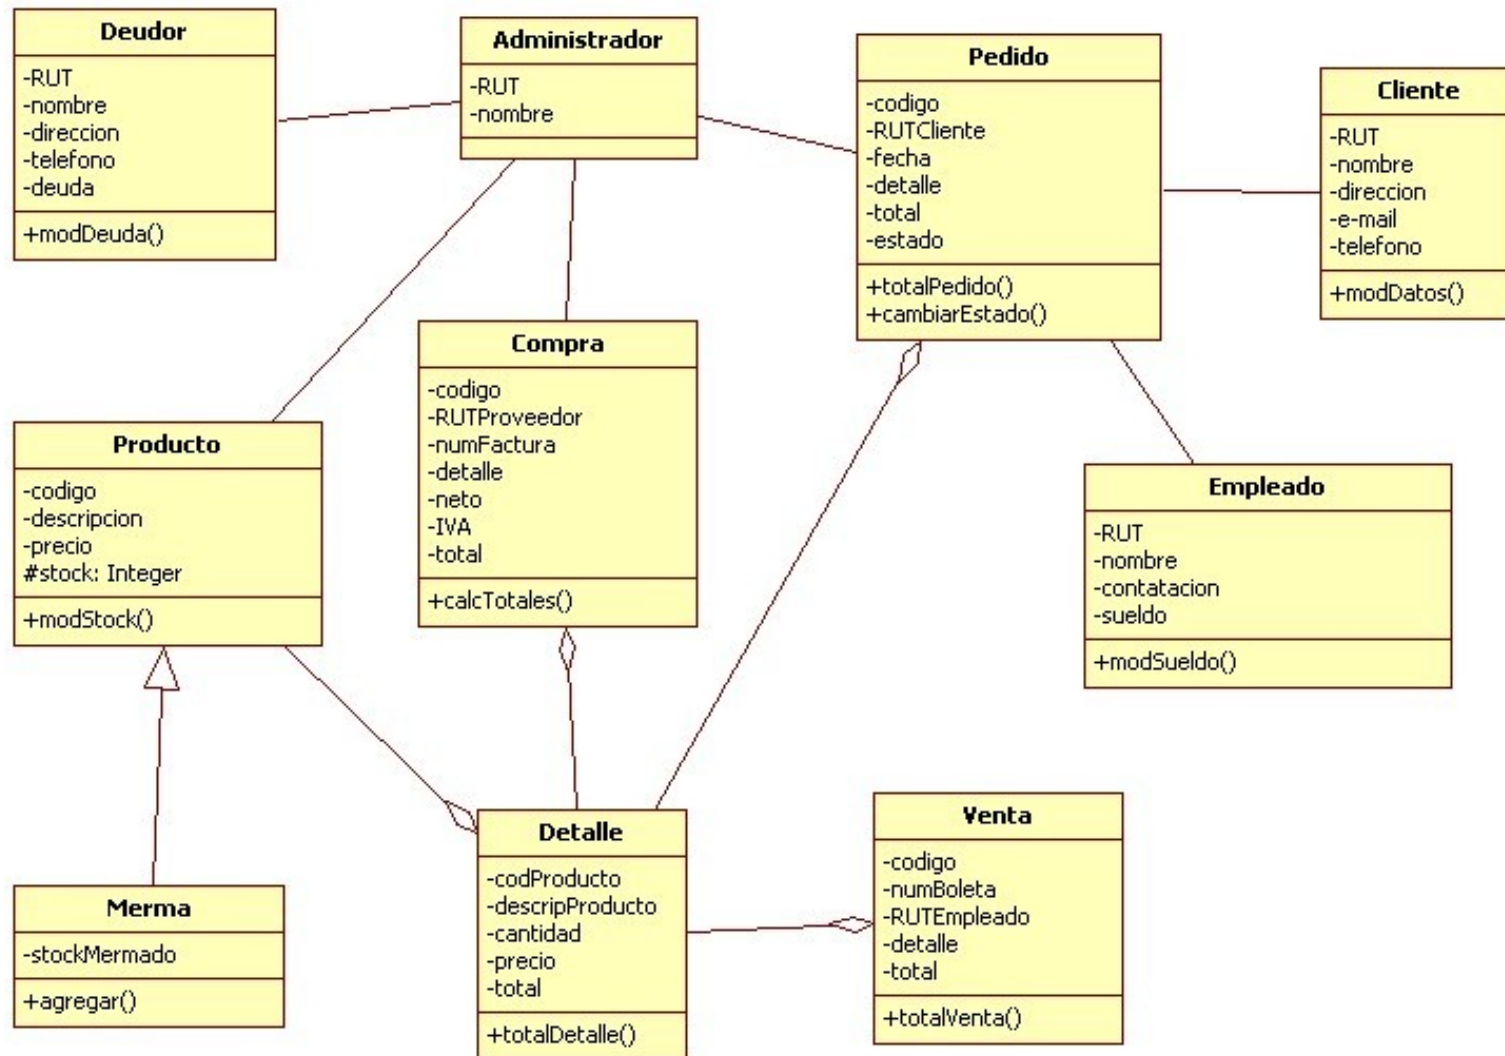 Deudor
-RUT
-nombre
-direccion
-telefono
-deuda
+modDeuda()
Administrador
-RUT
-nombre
Pedido
-codigo
-RUTCliente
-fecha
-detalle
-total
-estado
+totalPedido()
+cambiarEstado()
Cliente
-RUT
-nombre
-direccion
-e-mail
-telefono
+modDatos()
Compra
-codigo
-RUTProveedor
-numFactura
-detalle
-neto
-IVA
-total
+calcTotales()
Producto
-codigo
-descripcion
-precio
#stock: Integer
+modStock()
Empleado
-RUT
-nombre
-contatacion
-sueldo
+modSueldo()
Merma
-stockMermado
+agregar()
Detalle
-codProducto
-descripProducto
-cantidad
-precio
-total
+totalDetalle()
Venta
-codigo
-numBoleta
-RUTEmpleado
-detalle
-total
+totalVenta()